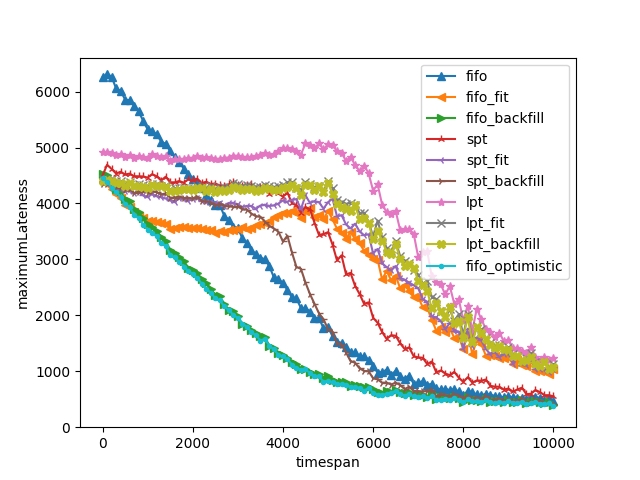 6000
5000
4000
3000
2000
1000
0
maximumLateness
0
2000
4000
6000
8000
10000
timespan
fifo
fifo_fit
fifo_backfill
spt
spt_fit
spt_backfill
lpt
lpt_fit
lpt_backfill
fifo_optimistic